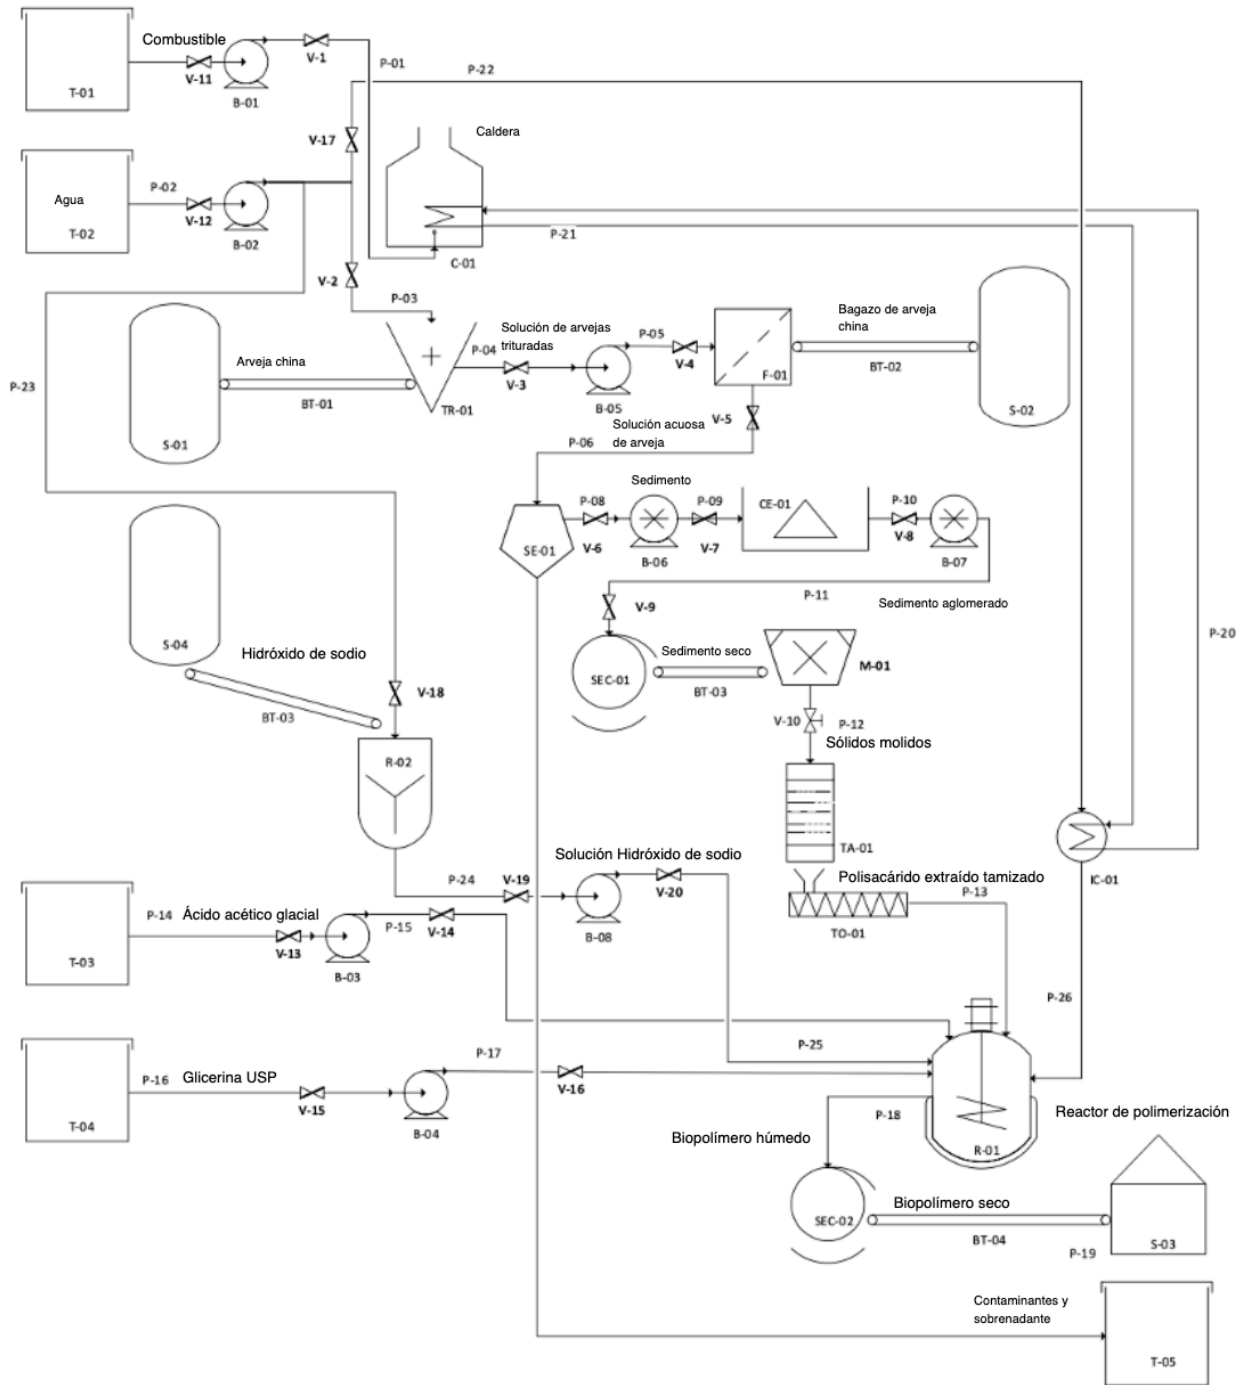 Combustible
V-1
P-01
P-22
V-11
T-01
B-01
V-17
Caldera
P-02
Agua
V-12
T-02
B-02
P-21
C-01
V-2
P-03
Solución de arvejas
trituradas
P-05
Bagazo de arveja
china
P-04
Arveja china
V-4
F-01
BT-02
P-23
V-3
BT-01
B-05
TR-01
S-02
V-5
Solución acuosa
de arveja
P-06
S-01
Sedimento
P-08
P-09
CE-01
P-10
SE-01
V-6
V-7
V-8
B-06
B-07
P-11
Sedimento aglomerado
V-9
P-20
S-04
Hidróxido de sodio
Sedimento seco
M-01
SEC-01
BT-03
V-18
BT-03
V-10
P-12
Sólidos molidos
R-02
TA-01
Solución Hidróxido de sodio
Polisacárido extraído tamizado
P-24
V-19
V-20
P-13
IC-01
P-14
Ácido acético glacial
P-15
V-14
B-08
TO-01
V-13
T-03
B-03
P-26
P-25
P-17
P-16
Glicerina USP
V-16
V-15
T-04
B-04
P-18
Reactor de polimerización
Biopolímero húmedo
R-01
Biopolímero seco
SEC-02
BT-04
P-19
S-03
Contaminantes y
sobrenadante
T-05